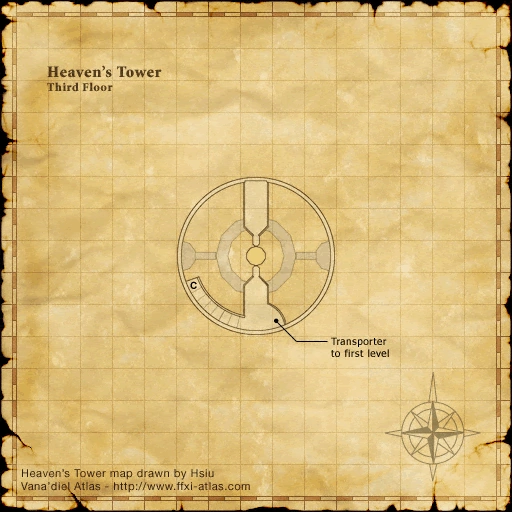 Heaven's Tower
Third Floor
C
Transporter
to first level
Heaven's Tower map drawn by Hsiu
Vana'diel Atlas - http://www.ffxi-atlas.com